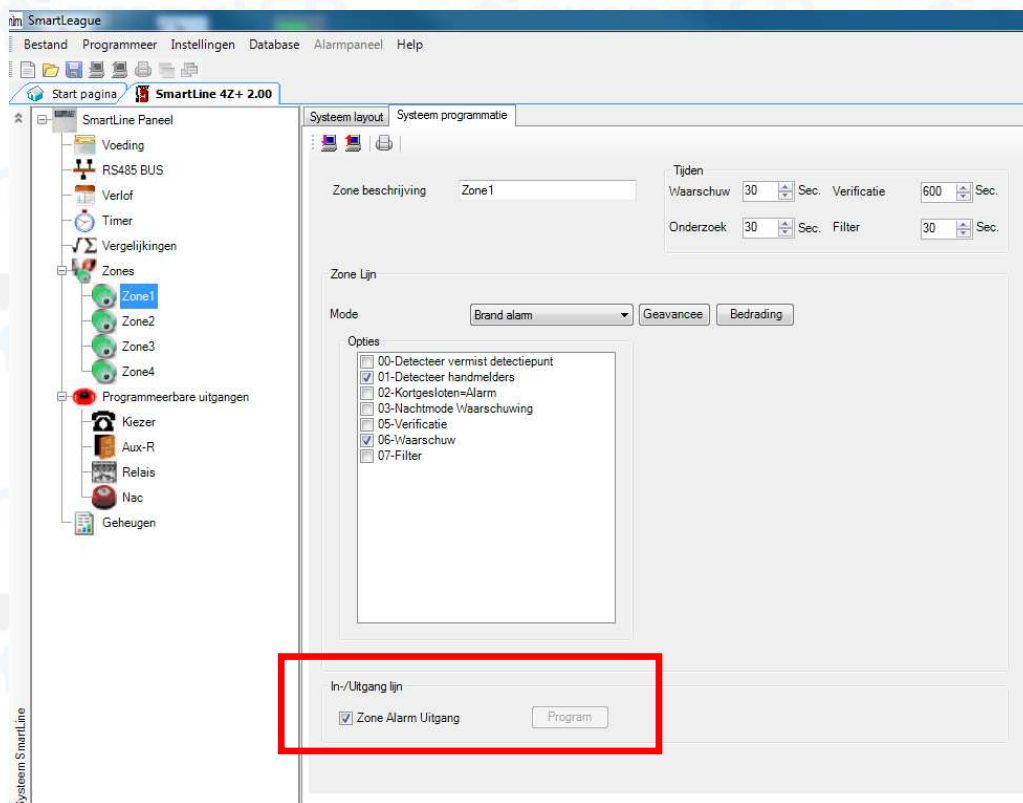 SmartLeague
Bestand Programmeer Instellingen Database Alarmpaneel Help
Start pagina SmartLine 4Z+ 2.00
SmartLine Paneel
Voeding
RS485 BUS
Verlof
Timer
Vergelijkingen
Zones
Zone1
Zone2
Zone3
Zone4
Programmeerbare uitgangen
Kiezer
Aux-R
Relais
Nac
Geheugen
Systeem layout Systeem programmatie
Zone beschrijving Zone1
Tijden
Waarschuw 30 Sec. Verificatie 600 Sec.
Onderzoek 30 Sec. Filter 30 Sec.
Zone Lijn
Mode Brand alarm Geavancee Bedrading
Opties
00-Detecteer vermist detectiepunt
01-Detecteer handmelders
02-Kortgesloten=Alarm
03-Nachtmode Waarschuwing
05-Verificatie
06-Waarschuw
07-Filter
In-/Uitgang lijn
Zone Alarm Uitgang Program
SmartLine